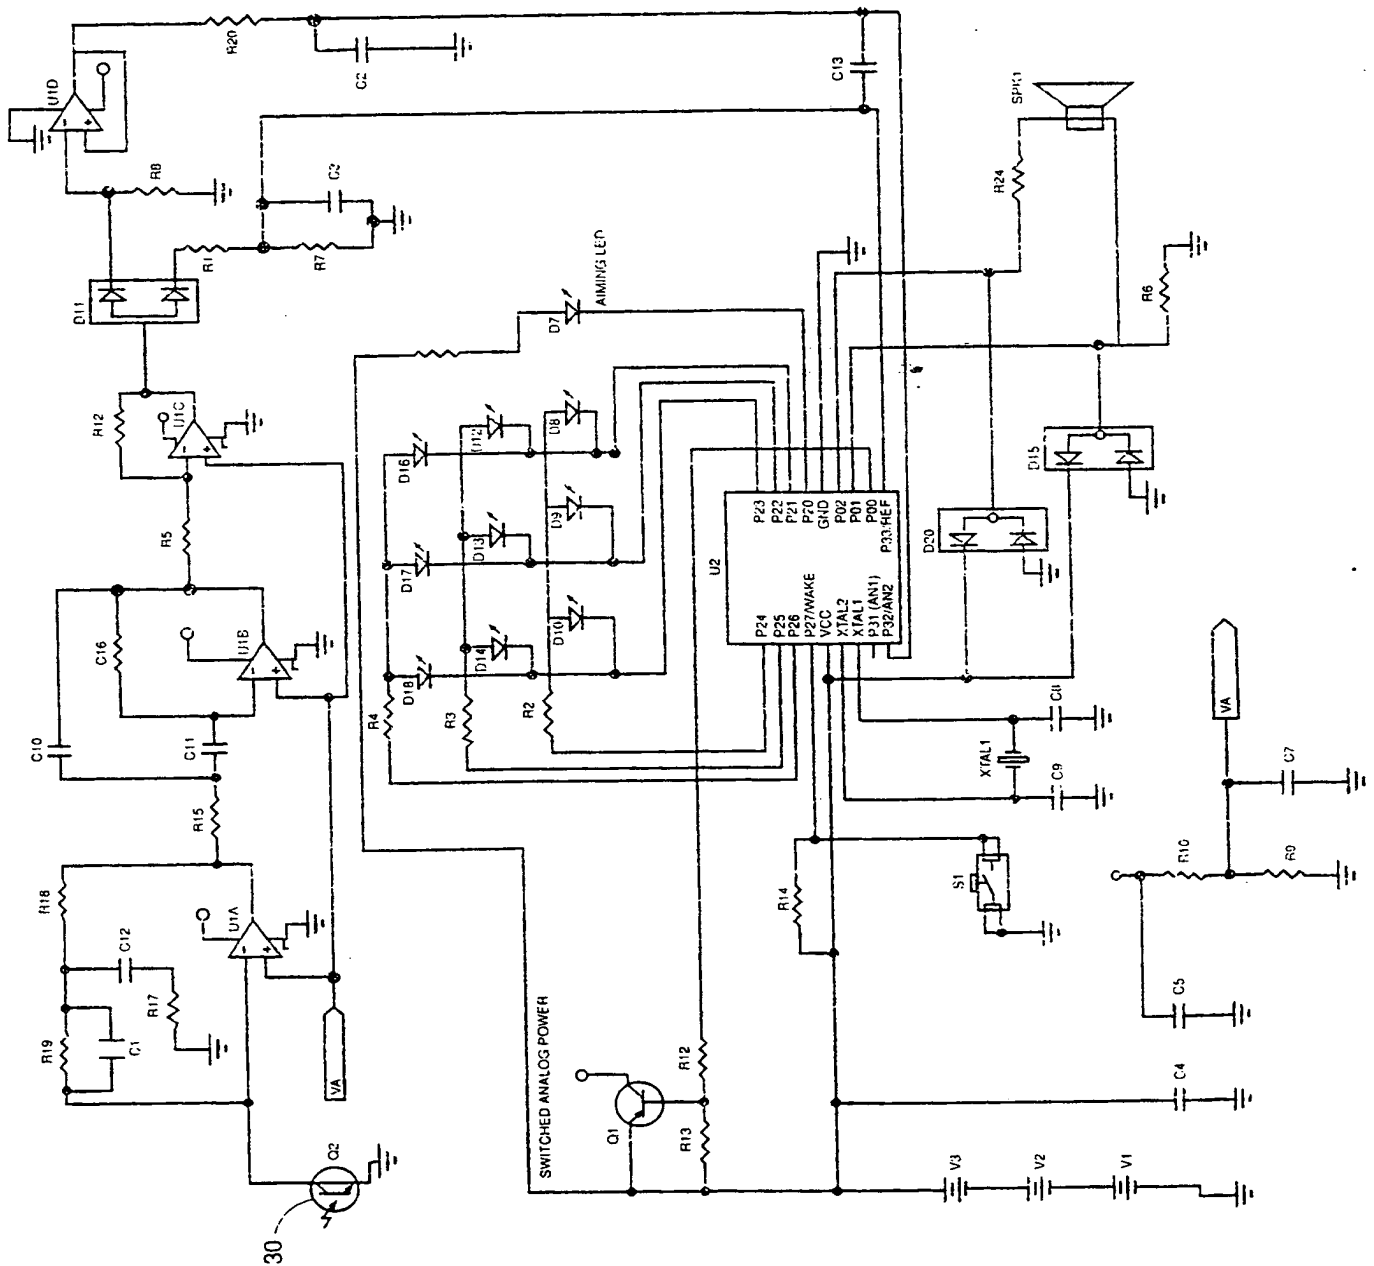 U1D
R20
C2
R8
C13
D11
R1
C3
R7
SPK1
R24
R6
R12
U1C
R5
D7
AIMING LED
D16
D12
D8
D17
D13
D9
D18
D14
D10
R4
R3
R2
C16
U1B
C10
C11
R15
R18
U1A
C12
R17
R19
C1
VA
Q2
30
SWITCHED ANALOG POWER
Q1
R12
R13
U2
P23
P22
P21
P20
GND
P02
P01
P00
P33/REF
P24
P25
P26
P27/WAKE
VCC
XTAL2
XTAL1
P31 (AN1)
P32/AN2
D20
D15
C8
XTAL1
C9
R14
S1
VA
C7
R10
R9
C5
C4
V3
V2
V1